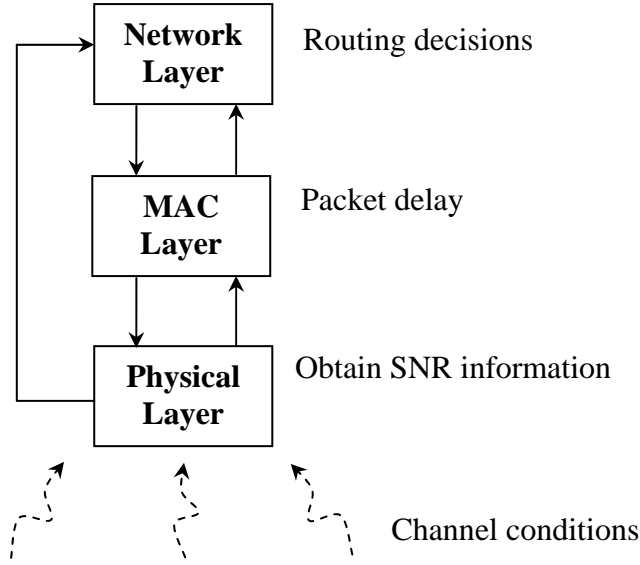 Network
Layer
Routing decisions
MAC
Layer
Packet delay
Physical
Layer
Obtain SNR information
Channel conditions